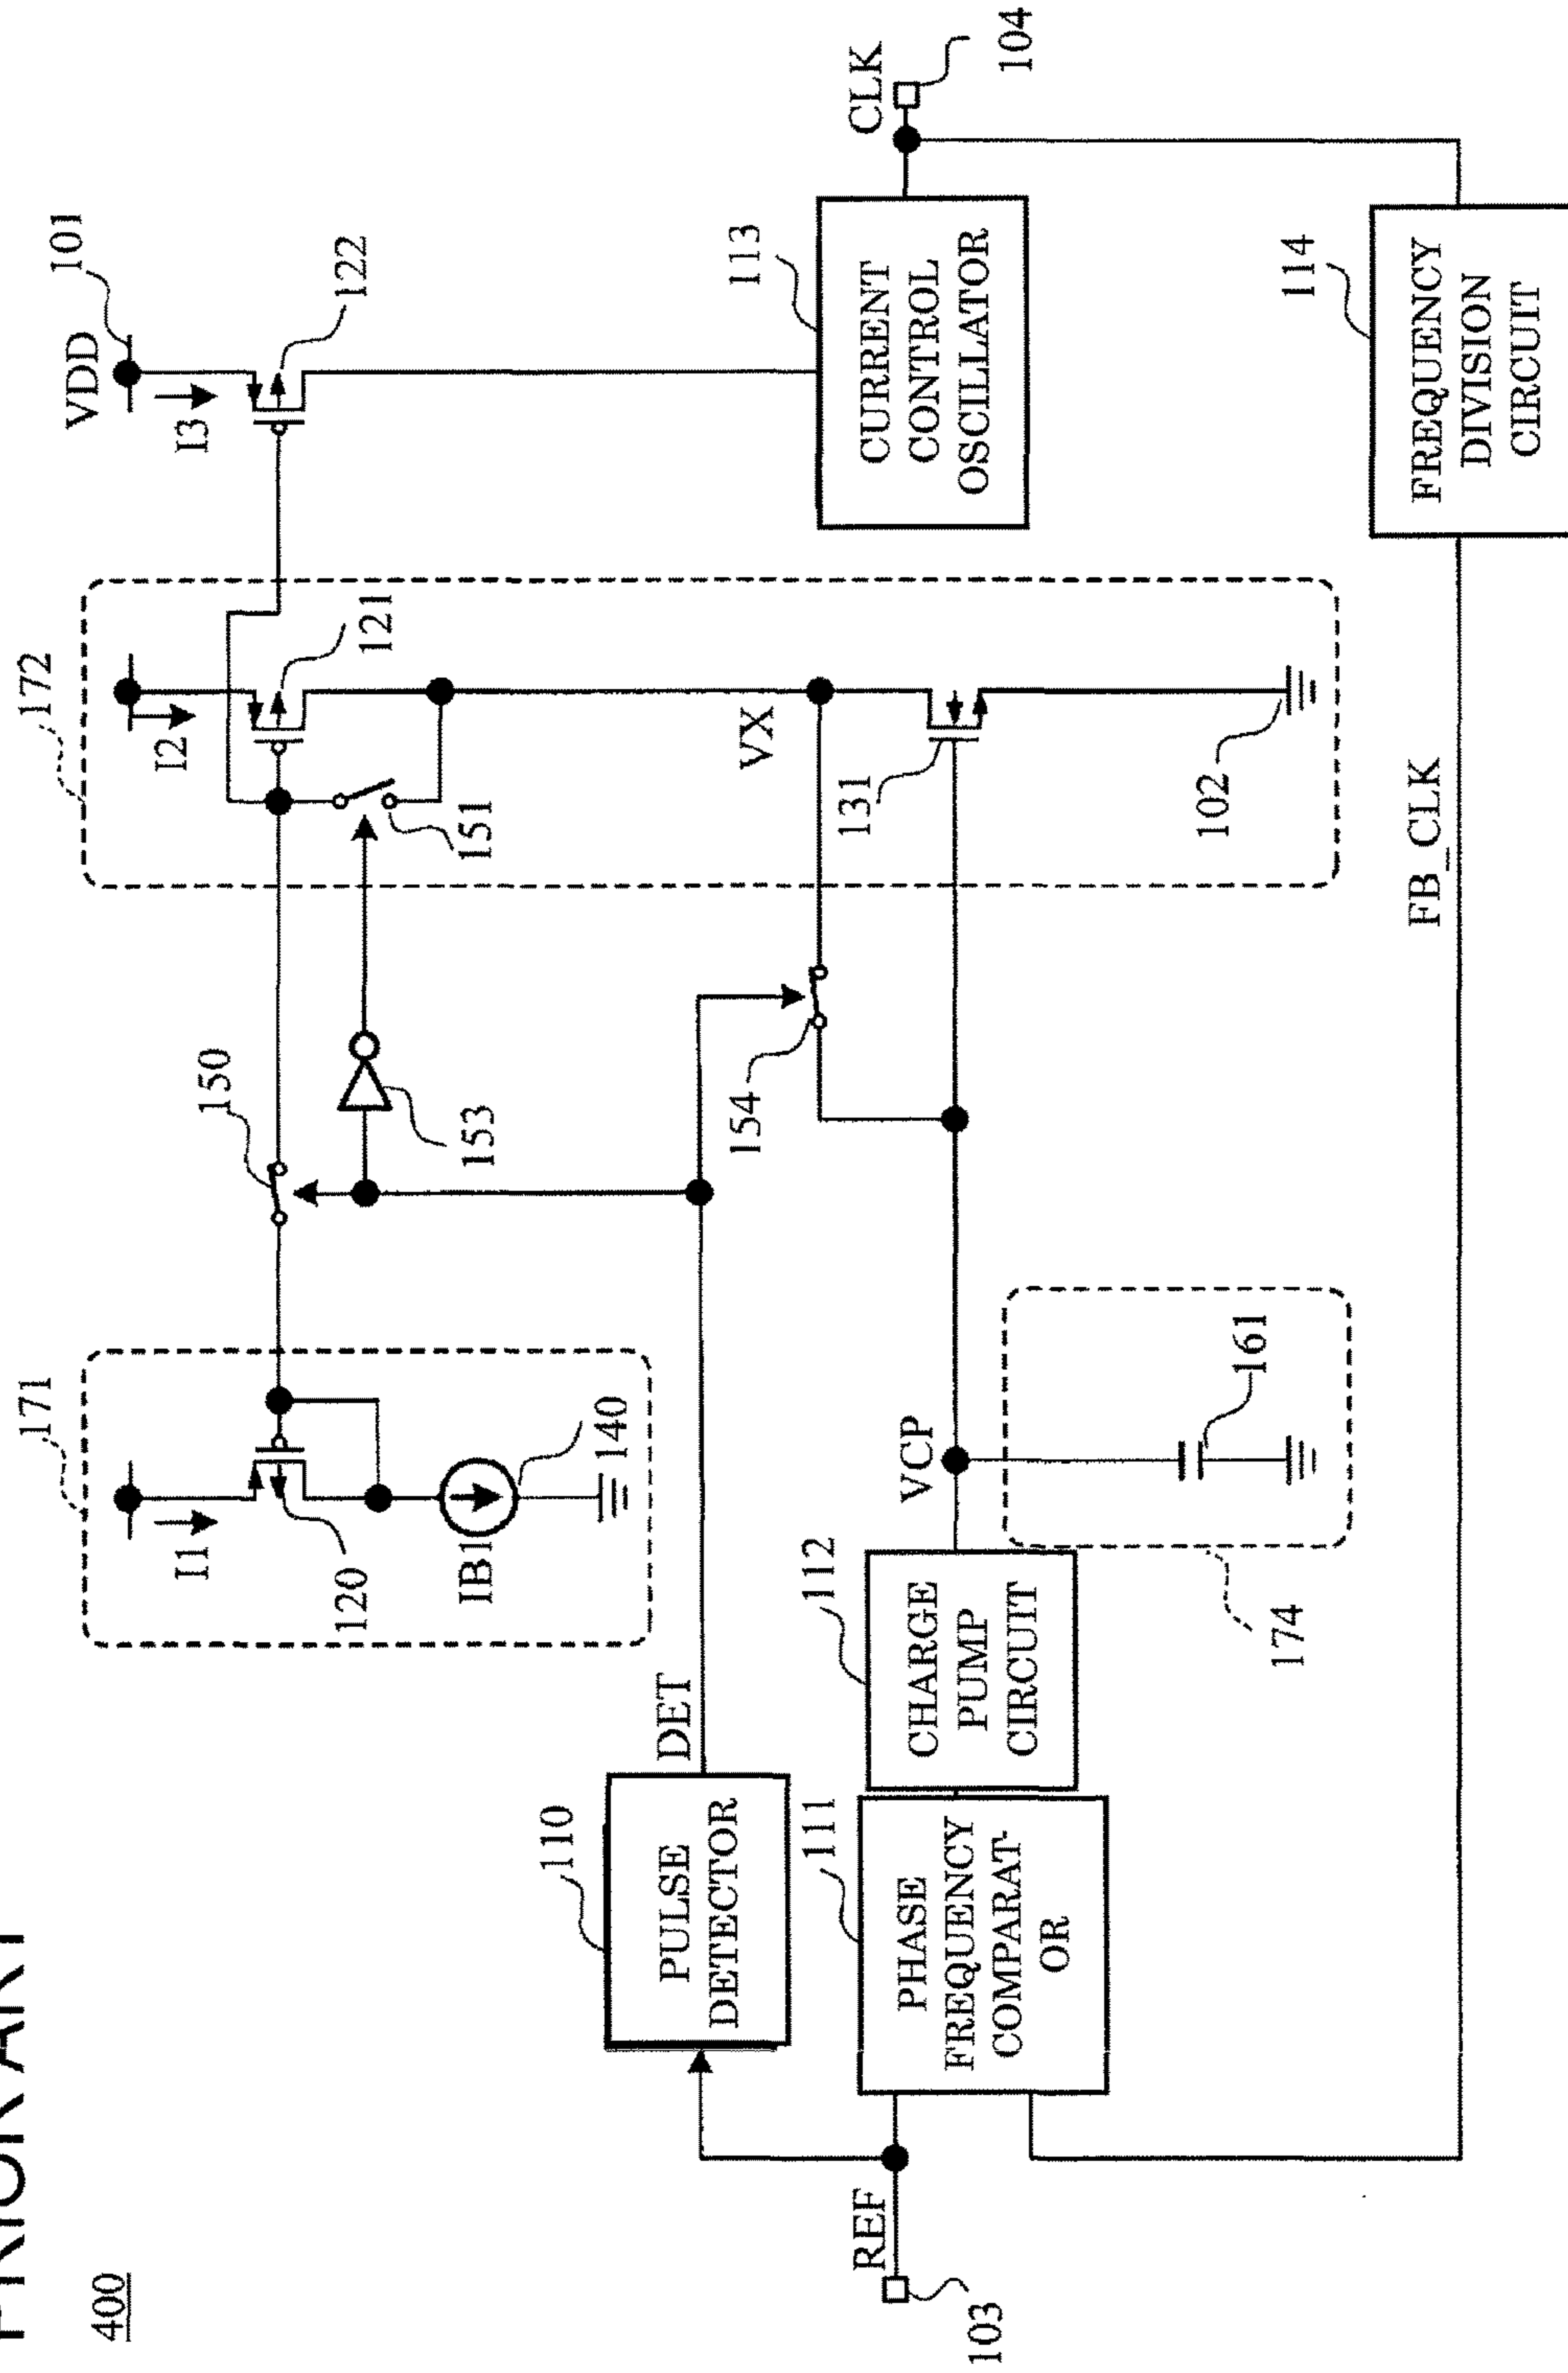 PRIOR ART
400
171
172
VDD
101
I1
120
IB1
140
150
153
I2
121
151
I3
122
110
PULSE
DETECTOR
DET
154
VX
131
102
113
CURRENT
CONTROL
OSCILLATOR
CLK
104
REF
103
111
PHASE
FREQUENCY
COMPARAT-
OR
112
CHARGE
PUMP
CIRCUIT
VCP
161
174
FB_CLK
114
FREQUENCY
DIVISION
CIRCUIT